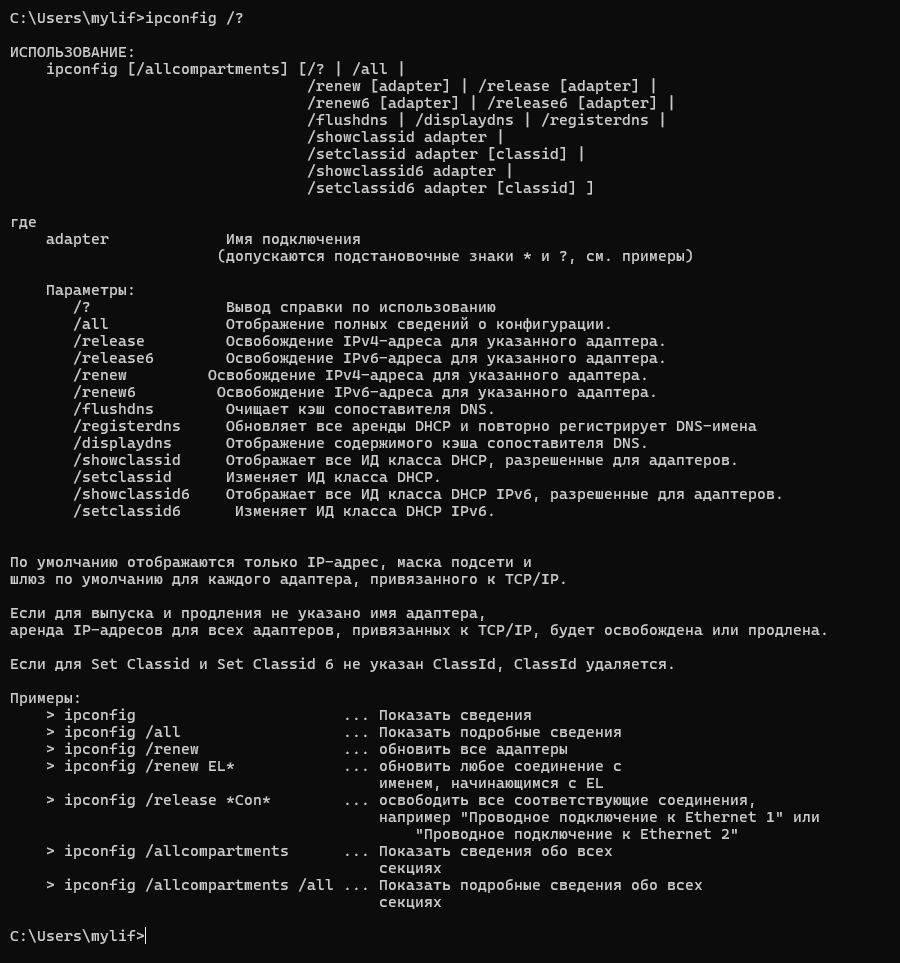 C:\Users\mylif>ipconfig /?

ИСПОЛЬЗОВАНИЕ:
    ipconfig [/allcompartments] [/? | /all |
                                 /renew [adapter] | /release [adapter] |
                                 /renew6 [adapter] | /release6 [adapter] |
                                 /flushdns | /displaydns | /registerdns |
                                 /showclassid adapter |
                                 /setclassid adapter [classid] |
                                 /showclassid6 adapter |
                                 /setclassid6 adapter [classid] ]

где
    adapter             Имя подключения
                       (допускаются подстановочные знаки * и ?, см. примеры)

    Параметры:
       /?               Вывод справки по использованию
       /all             Отображение полных сведений о конфигурации.
       /release         Освобождение IPv4-адреса для указанного адаптера.
       /release6        Освобождение IPv6-адреса для указанного адаптера.
       /renew         Освобождение IPv4-адреса для указанного адаптера.
       /renew6         Освобождение IPv6-адреса для указанного адаптера.
       /flushdns        Очищает кэш сопоставителя DNS.
       /registerdns     Обновляет все аренды DHCP и повторно регистрирует DNS-имена
       /displaydns      Отображение содержимого кэша сопоставителя DNS.
       /showclassid     Отображает все ИД класса DHCP, разрешенные для адаптеров.
       /setclassid      Изменяет ИД класса DHCP.
       /showclassid6    Отображает все ИД класса DHCP IPv6, разрешенные для адаптеров.
       /setclassid6      Изменяет ИД класса DHCP IPv6.


По умолчанию отображаются только IP-адрес, маска подсети и
шлюз по умолчанию для каждого адаптера, привязанного к TCP/IP.

Если для выпуска и продления не указано имя адаптера,
аренда IP-адресов для всех адаптеров, привязанных к TCP/IP, будет освобождена или продлена.

Если для Set Classid и Set Classid 6 не указан ClassId, ClassId удаляется.

Примеры:
    > ipconfig                       ... Показать сведения
    > ipconfig /all                  ... Показать подробные сведения
    > ipconfig /renew                ... обновить все адаптеры
    > ipconfig /renew EL*            ... обновить любое соединение с
                                         именем, начинающимся с EL
    > ipconfig /release *Con*        ... освободить все соответствующие соединения,
                                         например "Проводное подключение к Ethernet 1" или
                                             "Проводное подключение к Ethernet 2"
    > ipconfig /allcompartments      ... Показать сведения обо всех
                                         секциях
    > ipconfig /allcompartments /all ... Показать подробные сведения обо всех
                                         секциях

C:\Users\mylif>